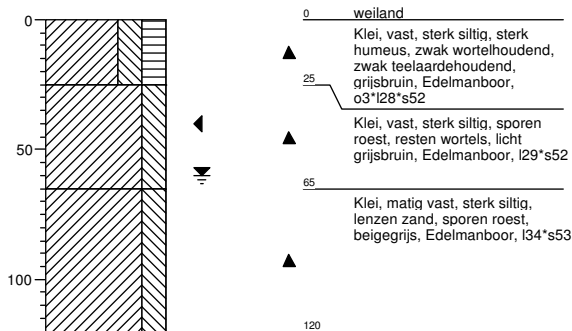 0
50
100
0
weiland
Klei, vast, sterk siltig, sterk
humeus, zwak wortelhoudend,
zwak teelaardehoudend,
grijsbruin, Edelmanboor,
o3*l28*s52
25
Klei, vast, sterk siltig, sporen
roest, resten wortels, licht
grijsbruin, Edelmanboor, l29*s52
65
Klei, matig vast, sterk siltig,
lenzen zand, sporen roest,
beigegrijs, Edelmanboor, l34*s53
120